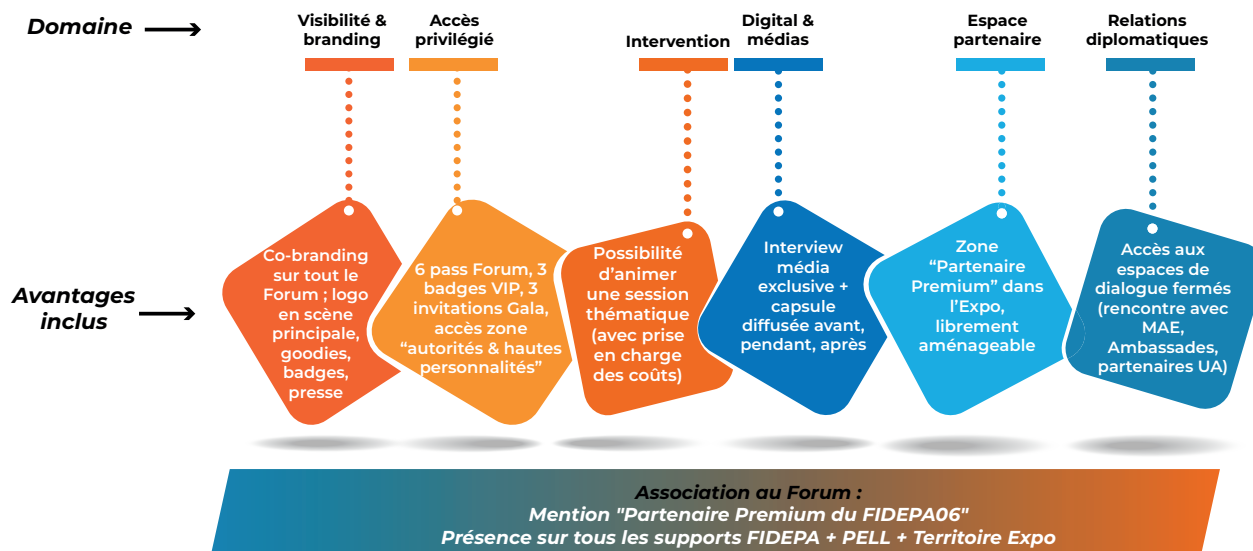 Domaine
Visibilité &
branding
Accès
privilégié
Intervention
Digital &
médias
Espace
partenaire
Relations
diplomatiques
Avantages
inclus
Co-branding
sur tout le
Forum ; logo
en scène
principale,
goodies,
badges,
presse
6 pass Forum, 3
badges VIP, 3
invitations Gala,
accès zone
“autorités & hautes
personnalités”
Possibilité
d’animer
une session
thématique
(avec prise
en charge
des coûts)
Interview
média
exclusive +
capsule
diffusée avant,
pendant, après
Zone
“Partenaire
Premium” dans
l’Expo,
librement
aménageable
Accès aux
espaces de
dialogue fermés
(rencontre avec
MAE,
Ambassades,
partenaires UA)
Association au Forum :
Mention "Partenaire Premium du FIDEPA06"
Présence sur tous les supports FIDEPA + PELL + Territoire Expo